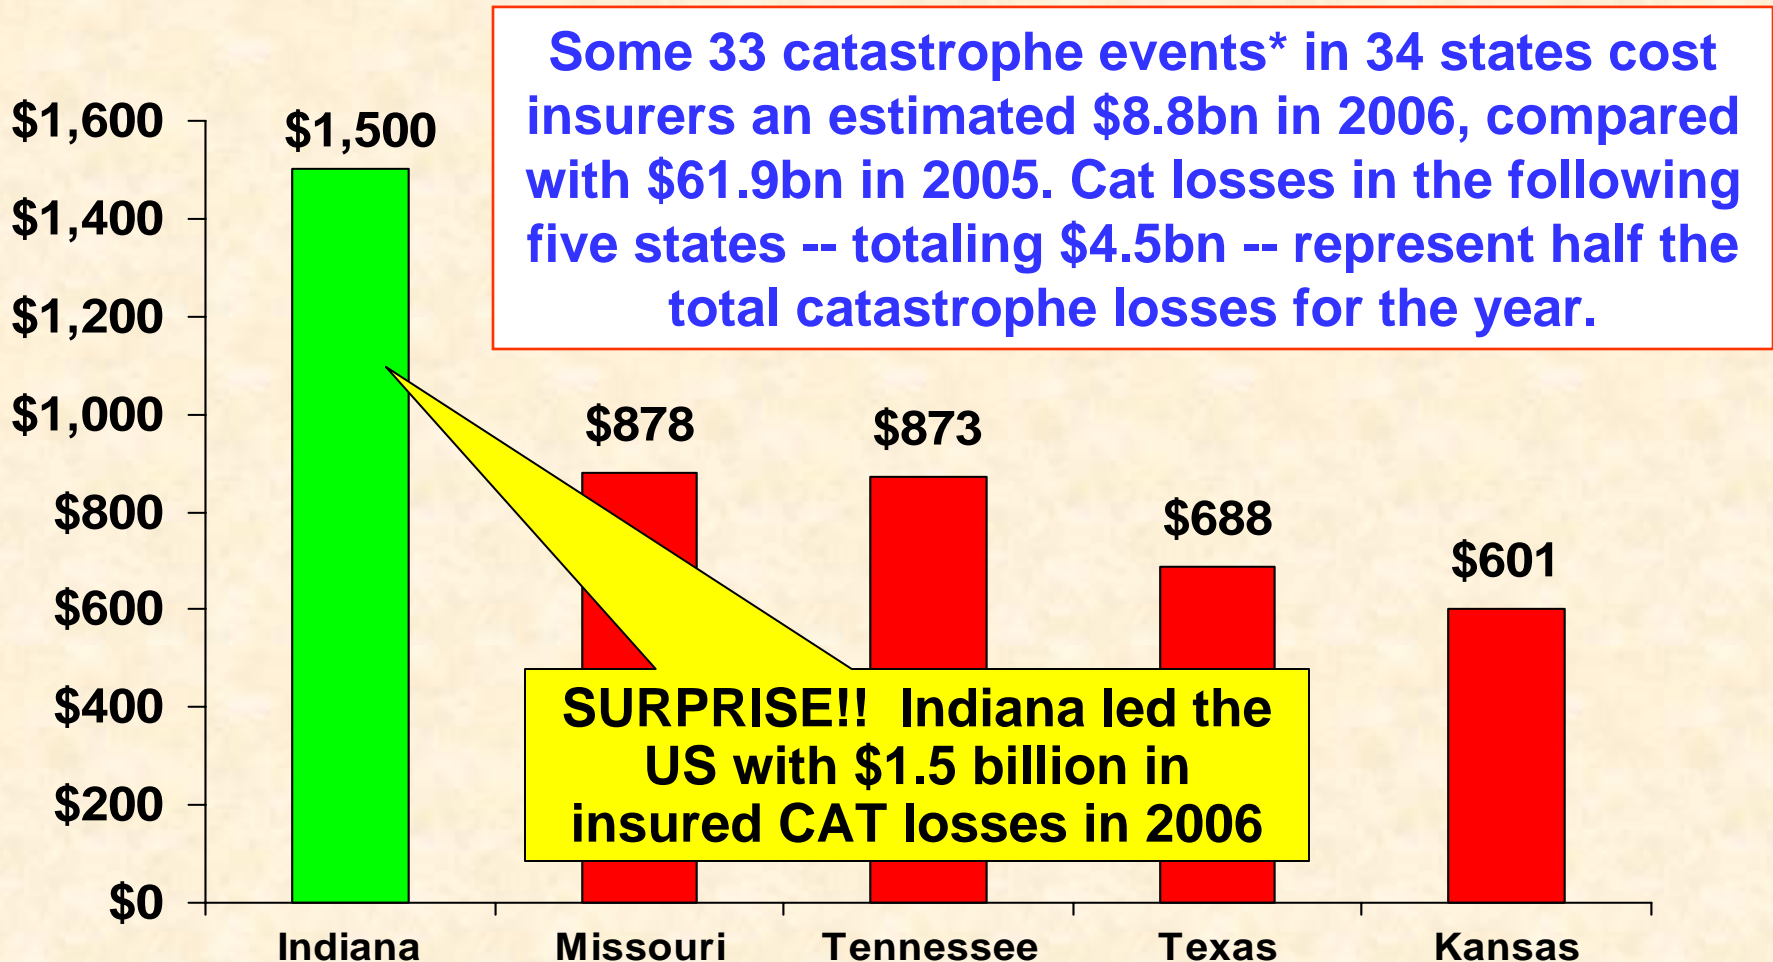 Some 33 catastrophe events* in 34 states cost
insurers an estimated $8.8bn in 2006, compared
with $61.9bn in 2005. Cat losses in the following
five states -- totaling $4.5bn -- represent half the
total catastrophe losses for the year.
$1,600
$1,400
$1,200
$1,000
$800
$600
$400
$200
$0
$1,500
$878
$873
$688
$601
SURPRISE!! Indiana led the
US with $1.5 billion in
insured CAT losses in 2006
Indiana
Missouri
Tennessee
Texas
Kansas